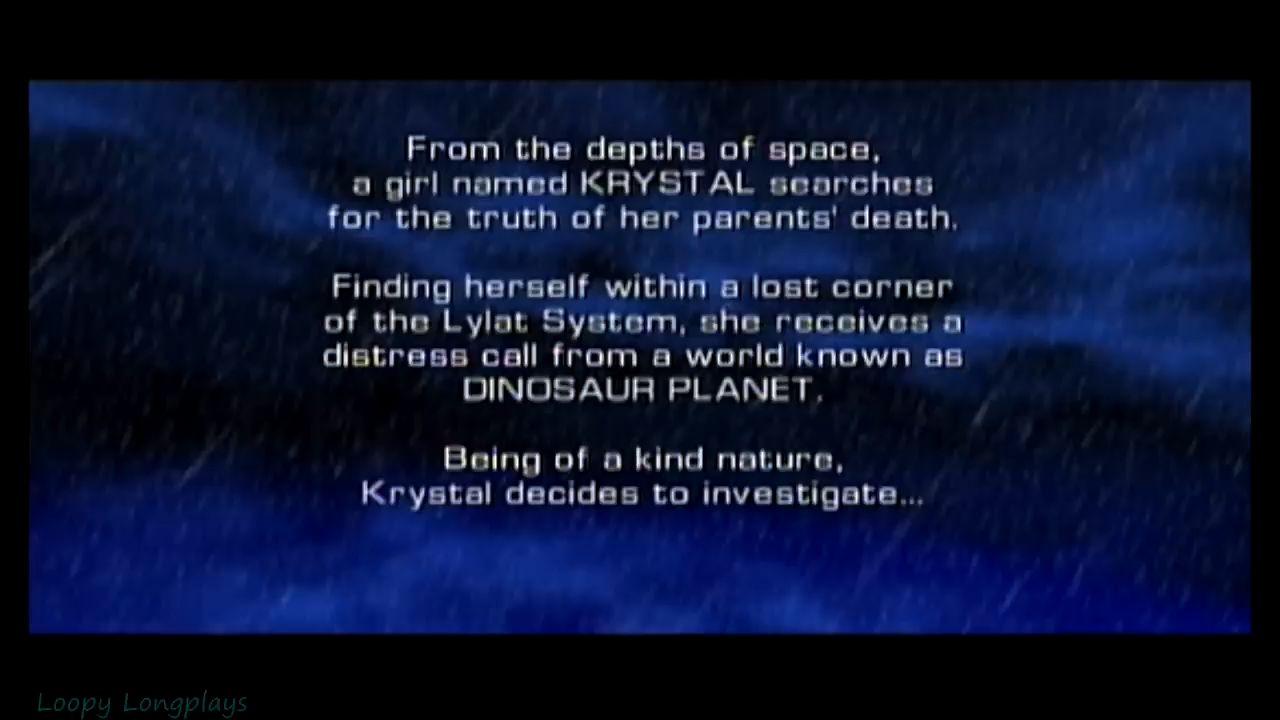 From the depths of space,
a girl named KRYSTAL searches
for the truth of her parents' death.
Finding herself within a lost corner
of the Lylat System, she receives a
distress call from a world known as
DINOSAUR PLANET.
Being of a kind nature,
Krystal decides to investigate...
Loopy Longplays